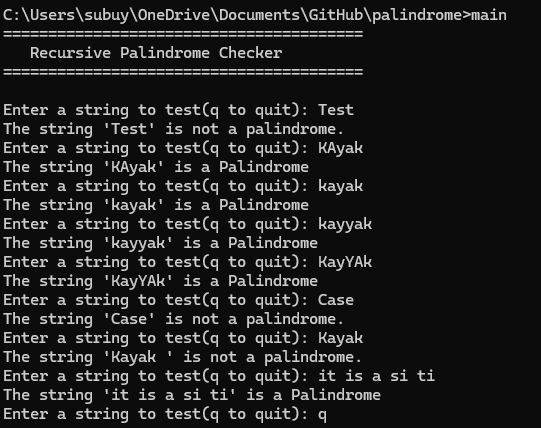 C:\Users\subuy\OneDrive\Documents\GitHub\palindrome>main
========================================
   Recursive Palindrome Checker
========================================

Enter a string to test(q to quit): Test
The string 'Test' is not a palindrome.
Enter a string to test(q to quit): KAyak
The string 'KAyak' is a Palindrome
Enter a string to test(q to quit): kayak
The string 'kayak' is a Palindrome
Enter a string to test(q to quit): kayyak
The string 'kayyak' is a Palindrome
Enter a string to test(q to quit): KayYAk
The string 'KayYAk' is a Palindrome
Enter a string to test(q to quit): Case
The string 'Case' is not a palindrome.
Enter a string to test(q to quit): Kayak
The string 'Kayak ' is not a palindrome.
Enter a string to test(q to quit): it is a si ti
The string 'it is a si ti' is a Palindrome
Enter a string to test(q to quit): q